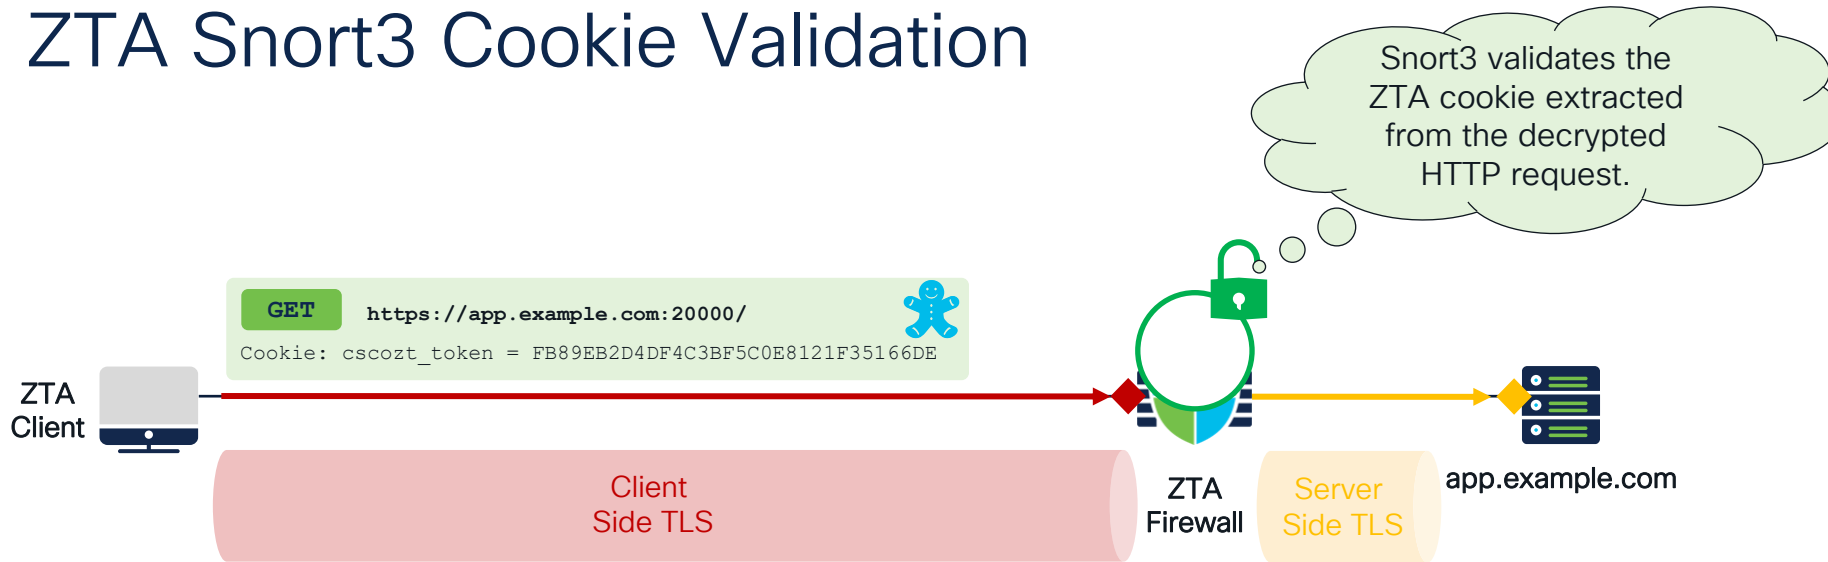 ZTA Snort3 Cookie Validation
Snort3 validates the
ZTA cookie extracted
from the decrypted
HTTP request.
GET https://app.example.com:20000/
Cookie: cscozt_token = FB89EB2D4DF4C3BF5C0E8121F35166DE
ZTA
Client
Client
Side TLS
ZTA
Firewall
Server
Side TLS
app.example.com